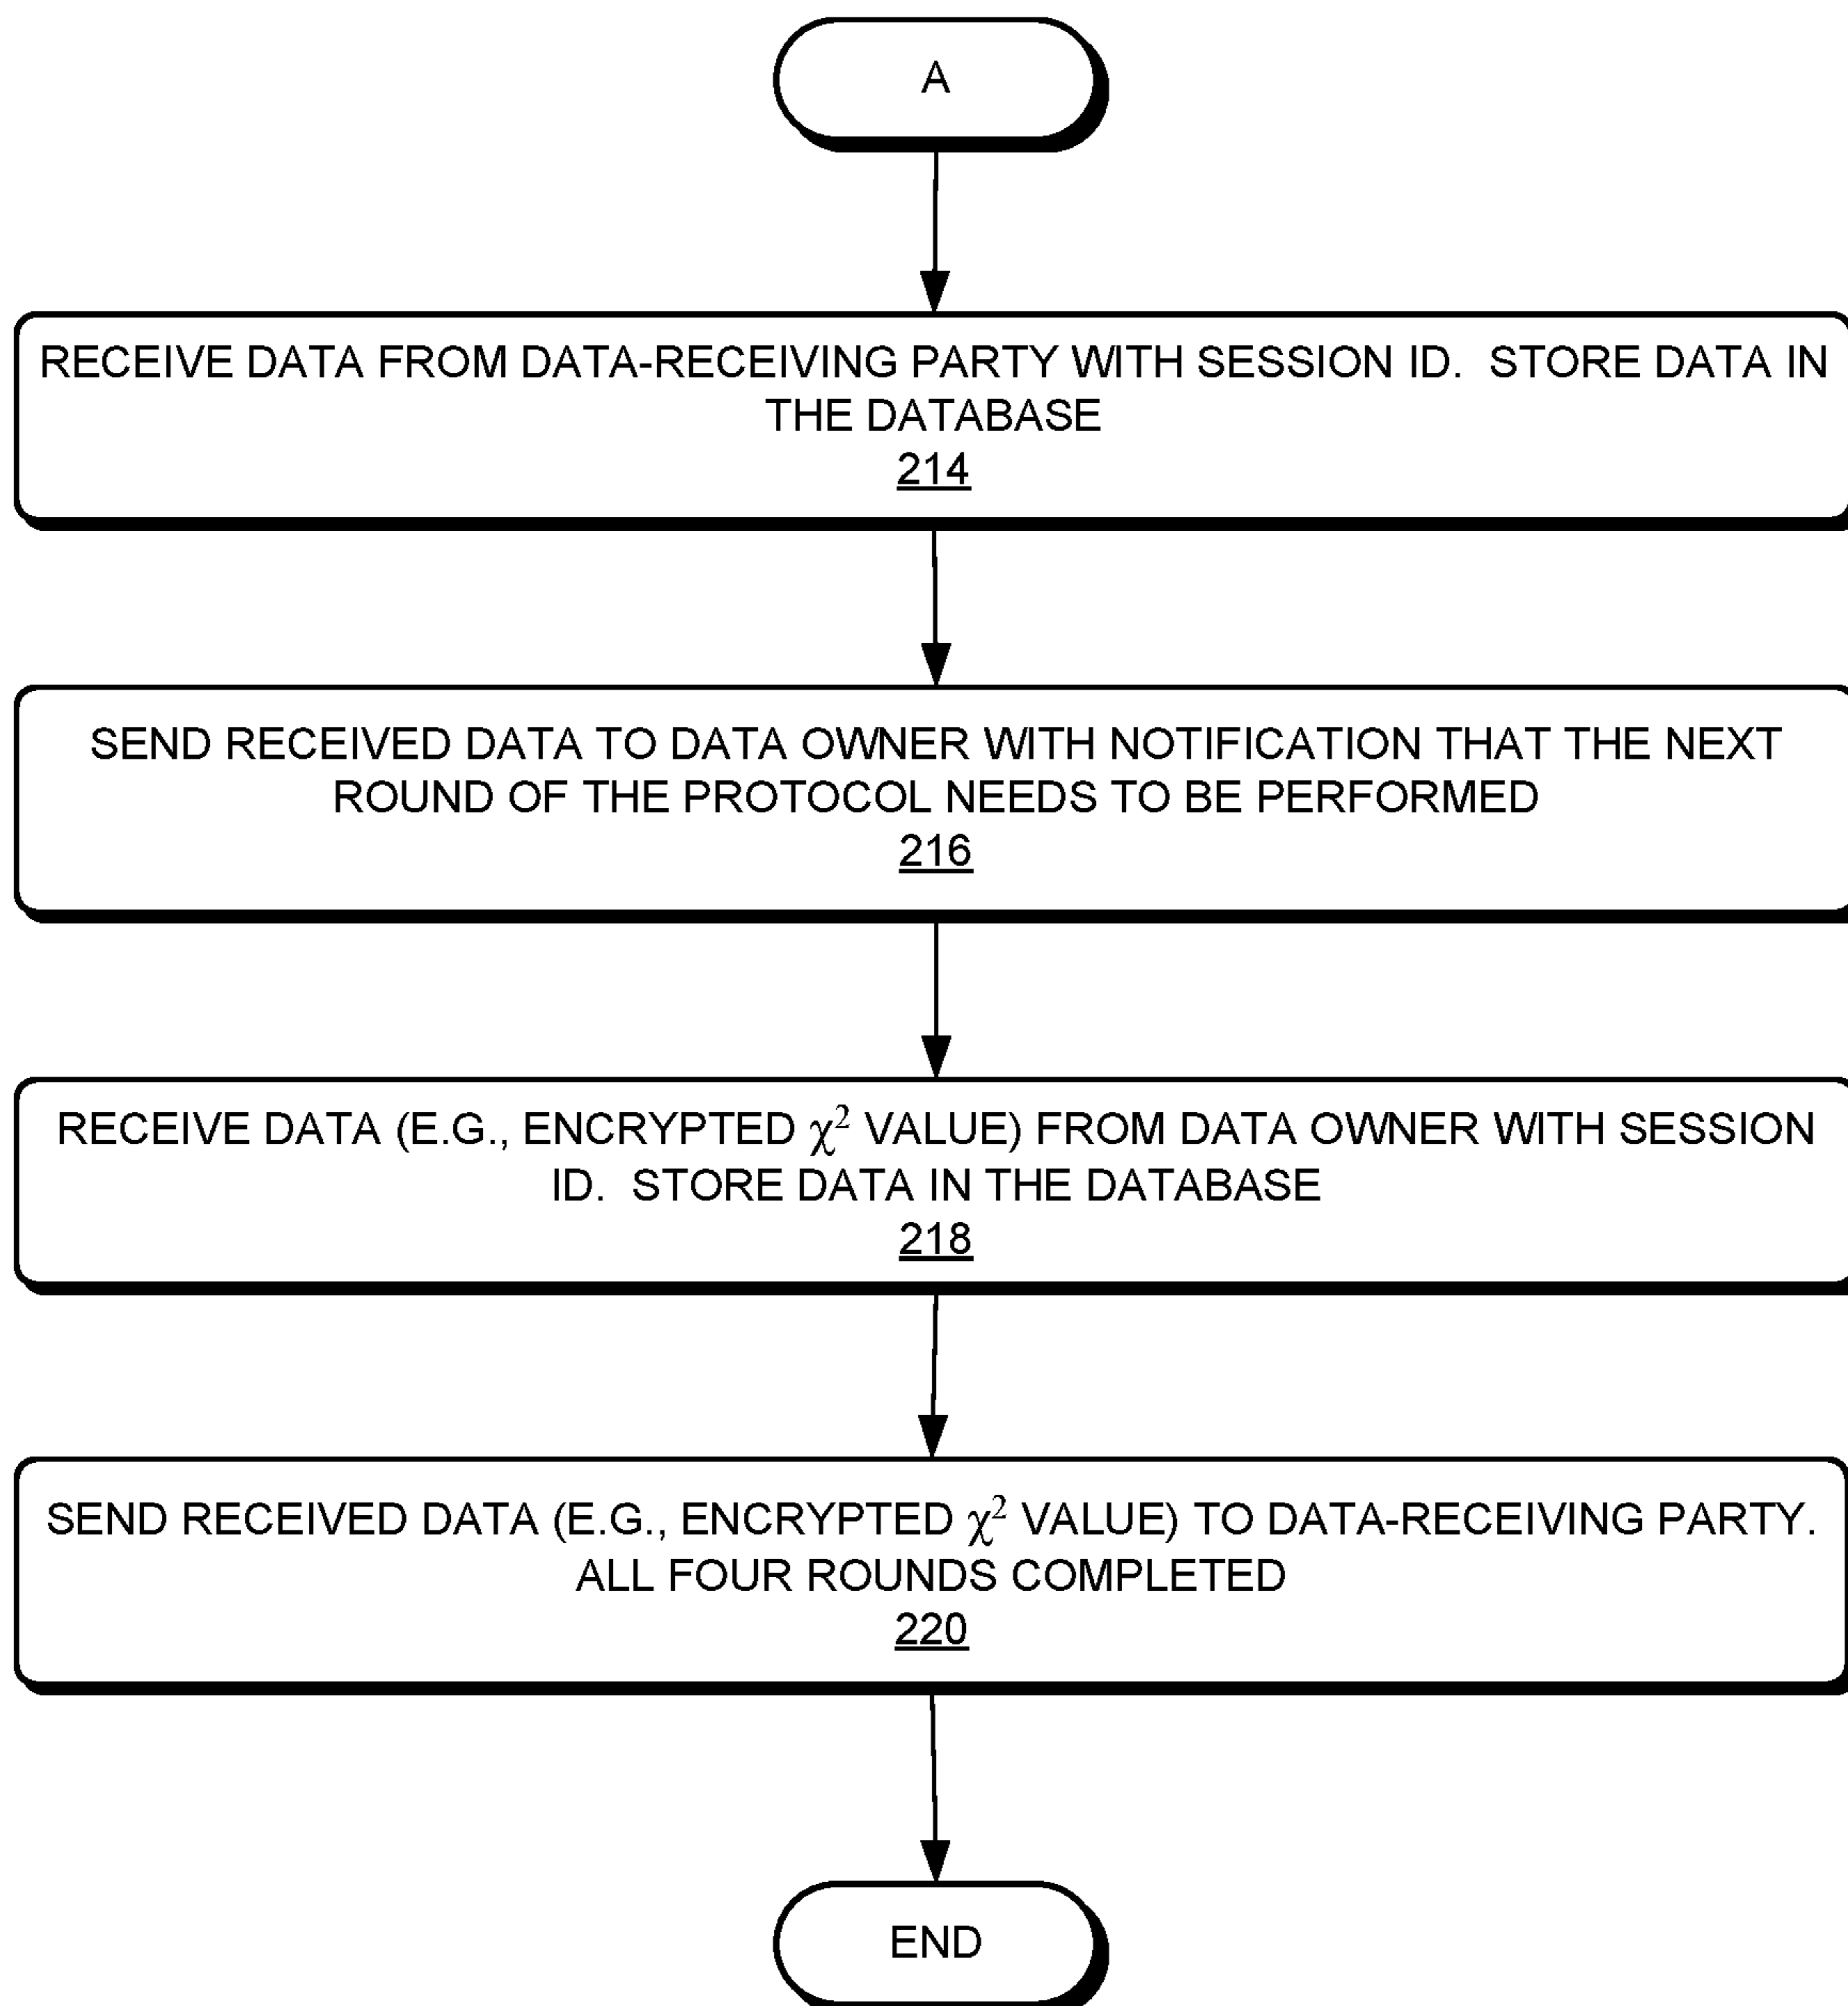 A
RECEIVE DATA FROM DATA-RECEIVING PARTY WITH SESSION ID.  STORE DATA IN
THE DATABASE
214
SEND RECEIVED DATA TO DATA OWNER WITH NOTIFICATION THAT THE NEXT
ROUND OF THE PROTOCOL NEEDS TO BE PERFORMED
216
RECEIVE DATA (E.G., ENCRYPTED χ² VALUE) FROM DATA OWNER WITH SESSION
ID.  STORE DATA IN THE DATABASE
218
SEND RECEIVED DATA (E.G., ENCRYPTED χ² VALUE) TO DATA-RECEIVING PARTY.
ALL FOUR ROUNDS COMPLETED
220
END